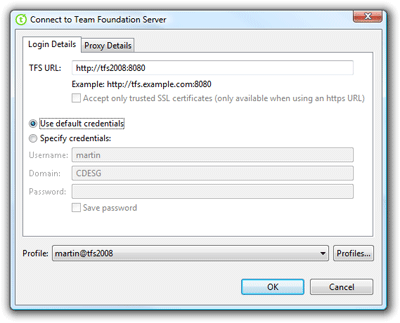 Connect to Team Foundation Server
Login Details Proxy Details
TFS URL: http://tfs2008:8080
Example: http://tfs.example.com:8080
Accept only trusted SSL certificates (only available when using an https URL)
Use default credentials
Specify credentials:
Username: martin
Domain: CDESG
Password:
Save password
Profile: martin@tfs2008 Profiles...
OK Cancel